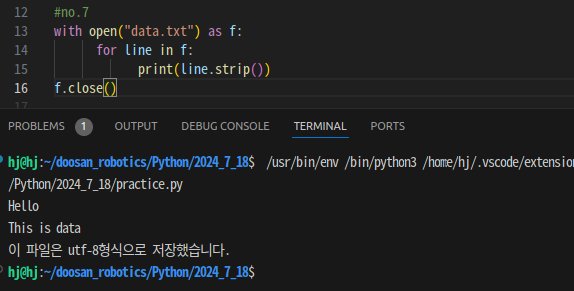 12 #no.7
13 with open("data.txt") as f:
14 for line in f:
15 print(line.strip())
16 f.close()
17
PROBLEMS 1 OUTPUT DEBUG CONSOLE TERMINAL PORTS
hj@hj:~/doosan_robotics/Python/2024_7_18$ /usr/bin/env /bin/python3 /home/hj/.vscode/extension
/Python/2024_7_18/practice.py
Hello
This is data
이 파일은 utf-8형식으로 저장했습니다.
hj@hj:~/doosan_robotics/Python/2024_7_18$